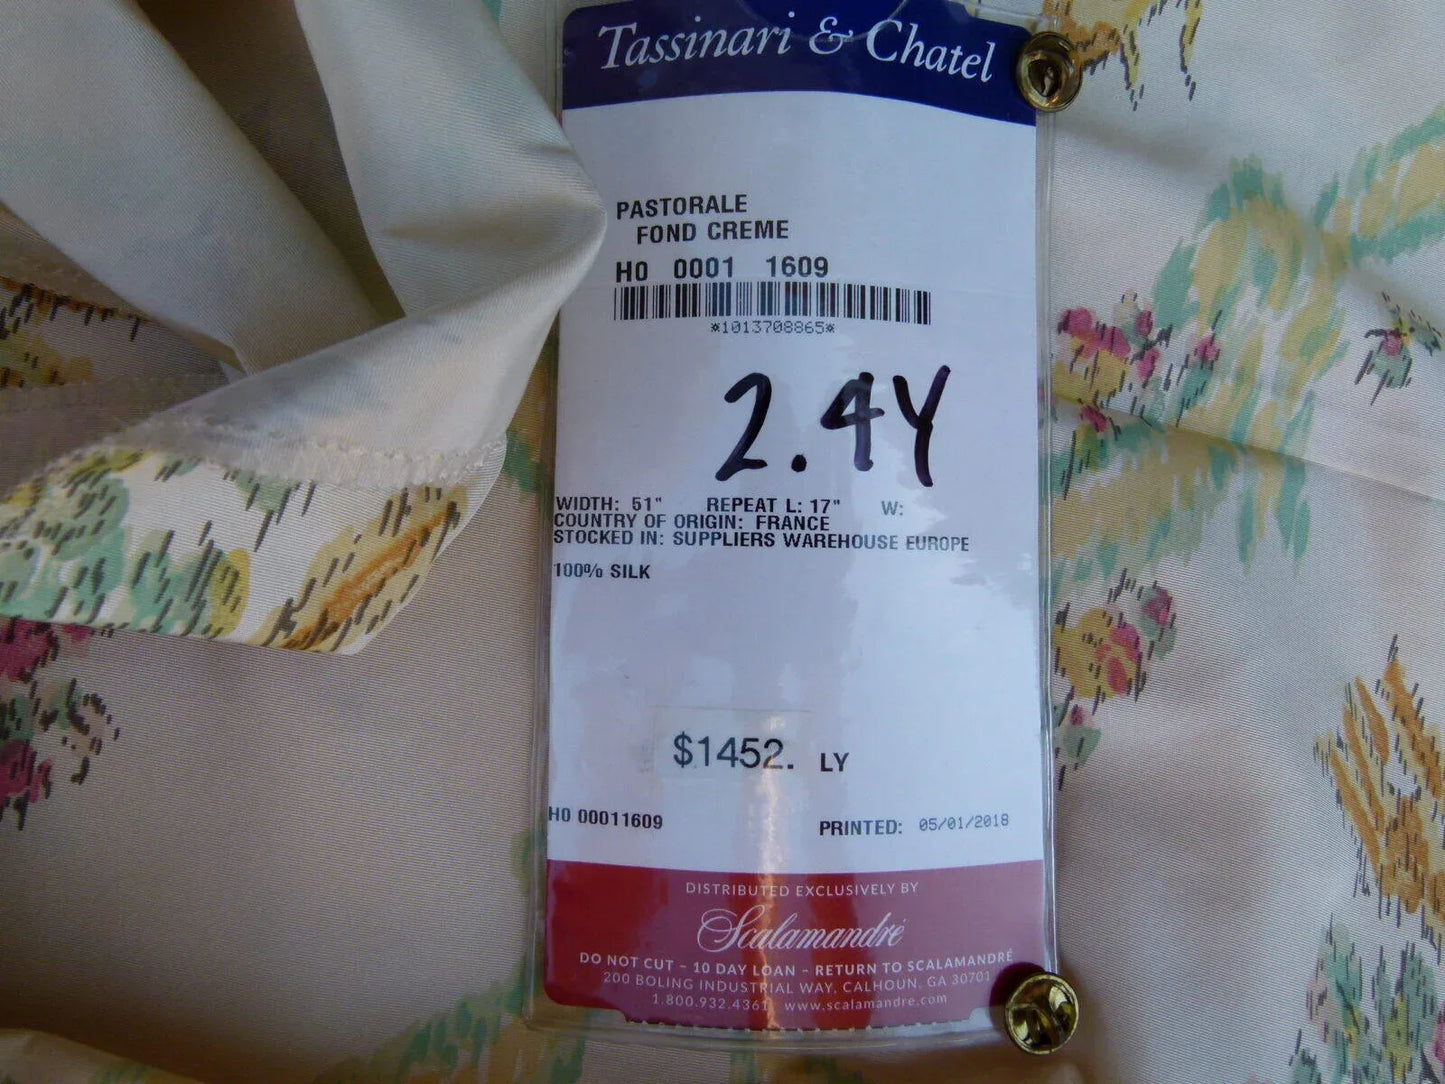 Tassinari & Chatel
PASTORALE
FOND CREME
H0 0001 1609
*1013708865*
2.4Y
WIDTH: 51" REPEAT L: 17" W:
COUNTRY OF ORIGIN: FRANCE
STOCKED IN: SUPPLIERS WAREHOUSE EUROPE
100% SILK
$1452. LY
H0 00011609 PRINTED: 05/01/2018
DISTRIBUTED EXCLUSIVELY BY
Scalamandré
DO NOT CUT – 10 DAY LOAN – RETURN TO SCALAMANDRÉ
200 BOLING INDUSTRIAL WAY, CALHOUN, GA 30701
1.800.932.4361 www.scalamandre.com